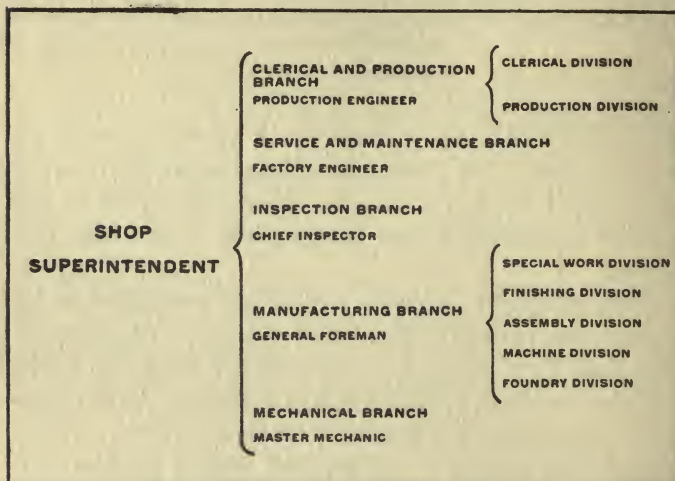 SHOP
SUPERINTENDENT
CLERICAL AND PRODUCTION
BRANCH
PRODUCTION ENGINEER
CLERICAL DIVISION
PRODUCTION DIVISION
SERVICE AND MAINTENANCE BRANCH
FACTORY ENGINEER
INSPECTION BRANCH
CHIEF INSPECTOR
MANUFACTURING BRANCH
GENERAL FOREMAN
SPECIAL WORK DIVISION
FINISHING DIVISION
ASSEMBLY DIVISION
MACHINE DIVISION
FOUNDRY DIVISION
MECHANICAL BRANCH
MASTER MECHANIC